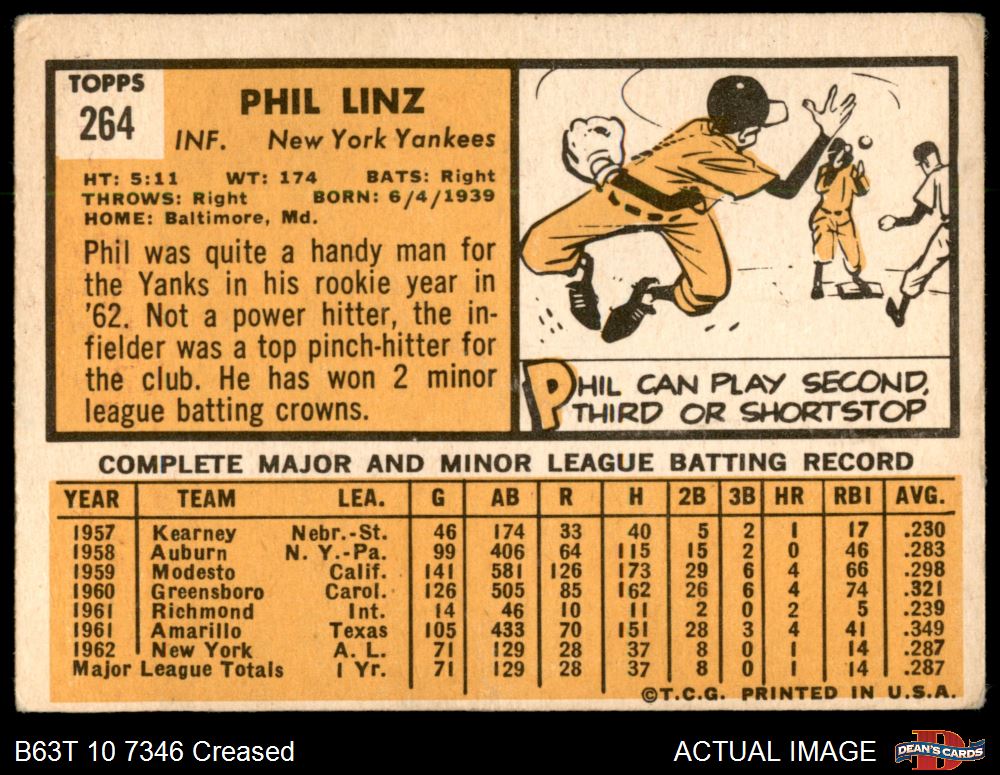 TOPPS
264
PHIL LINZ
INF. New York Yankees
HT: 5:11 WT: 174 BATS: Right
THROWS: Right BORN: 6/4/1939
HOME: Baltimore, Md.
Phil was quite a handy man for
the Yanks in his rookie year in
'62. Not a power hitter, the in-
fielder was a top pinch-hitter for
the club. He has won 2 minor
league batting crowns.
PHIL CAN PLAY SECOND,
THIRD OR SHORTSTOP
COMPLETE MAJOR AND MINOR LEAGUE BATTING RECORD
YEAR TEAM LEA. G AB R H 2B 3B HR RBI AVG.
1957 Kearney Nebr.-St. 46 174 33 40 5 2 1 17 .230
1958 Auburn N. Y.-Pa. 99 406 64 115 15 2 0 46 .283
1959 Modesto Calif. 141 581 126 173 29 6 4 66 .298
1960 Greensboro Carol. 126 505 85 162 26 6 4 74 .321
1961 Richmond Int. 14 46 10 11 2 0 2 5 .239
1961 Amarillo Texas 105 433 70 151 28 3 4 41 .349
1962 New York A. L. 71 129 28 37 8 0 1 14 .287
Major League Totals 1 Yr. 71 129 28 37 8 0 1 14 .287
©T.C.G. PRINTED IN U.S.A.
B63T 10 7346 Creased
ACTUAL IMAGE
D
DEAN'S CARDS